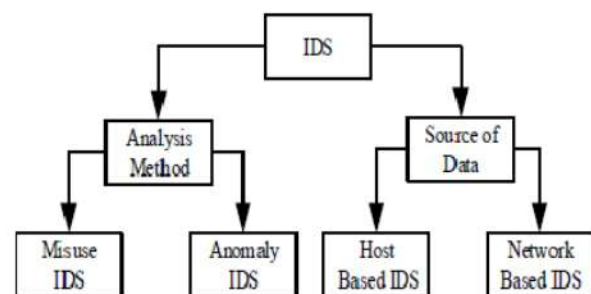 IDS
Analysis
Method
Source of
Data
Misuse
IDS
Anomaly
IDS
Host
Based IDS
Network
Based IDS